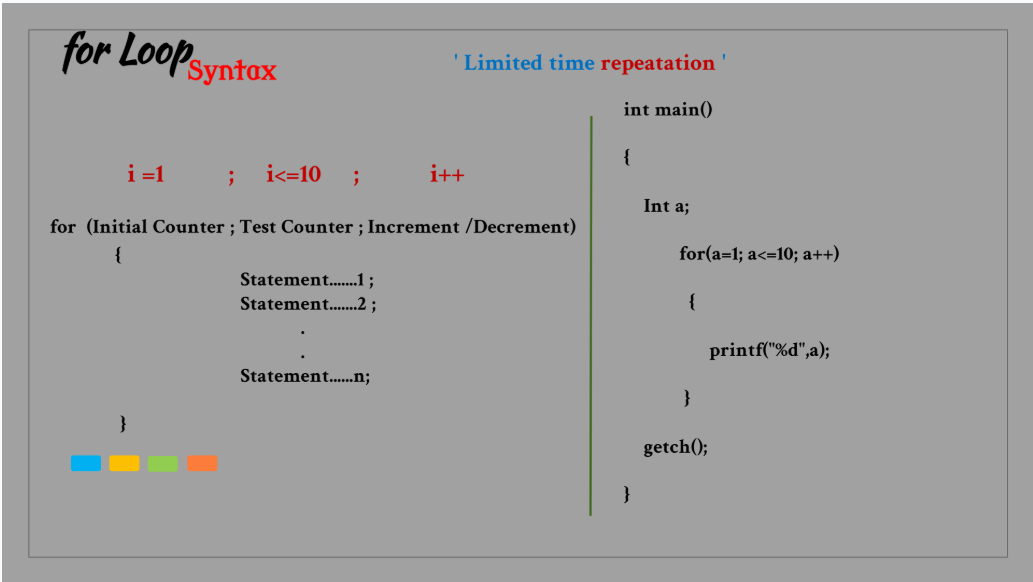 for Loop
Syntax
' Limited time repeatation '
i =1 ; i<=10 ; i++
for (Initial Counter ; Test Counter ; Increment /Decrement)
{
Statement.......1 ;
Statement.......2 ;
.
.
Statement......n;
}
int main()
{
Int a;
for(a=1; a<=10; a++)
{
printf("%d",a);
}
getch();
}